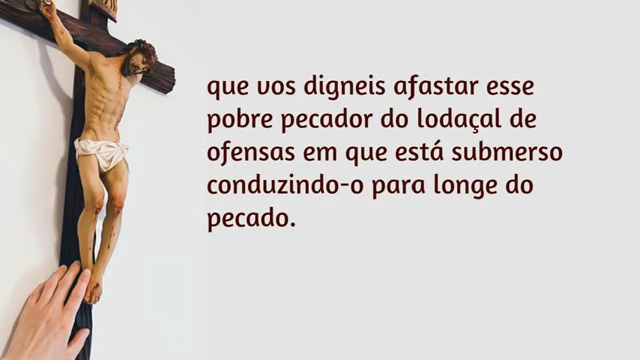 que vos digneis afastar esse
pobre pecador do lodaçal de
ofensas em que está submerso
conduzindo-o para longe do
pecado.